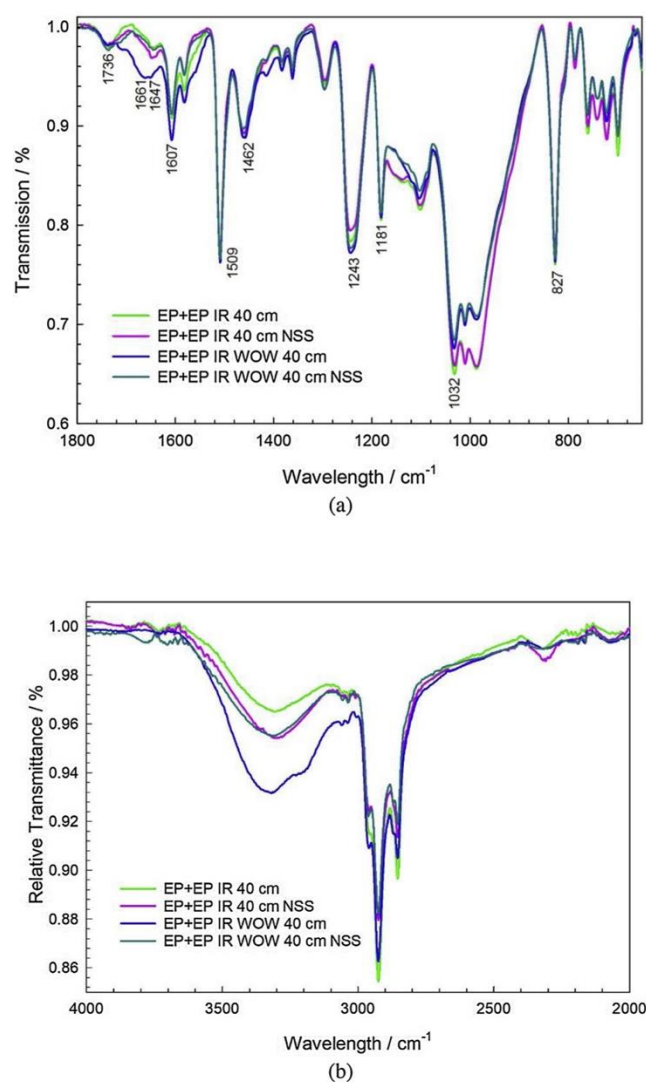 Transmission / %
1.0
0.9
0.8
0.7
0.6
1736
1661
1647
1607
1509
1462
1243
1181
1032
827
EP+EP IR 40 cm
EP+EP IR 40 cm NSS
EP+EP IR WOW 40 cm
EP+EP IR WOW 40 cm NSS
1800 1600 1400 1200 1000 800
Wavelength / cm⁻¹
(a)
Relative Transmittance / %
1.00
0.98
0.96
0.94
0.92
0.90
0.88
0.86
EP+EP IR 40 cm
EP+EP IR 40 cm NSS
EP+EP IR WOW 40 cm
EP+EP IR WOW 40 cm NSS
4000 3500 3000 2500 2000
Wavelength / cm⁻¹
(b)